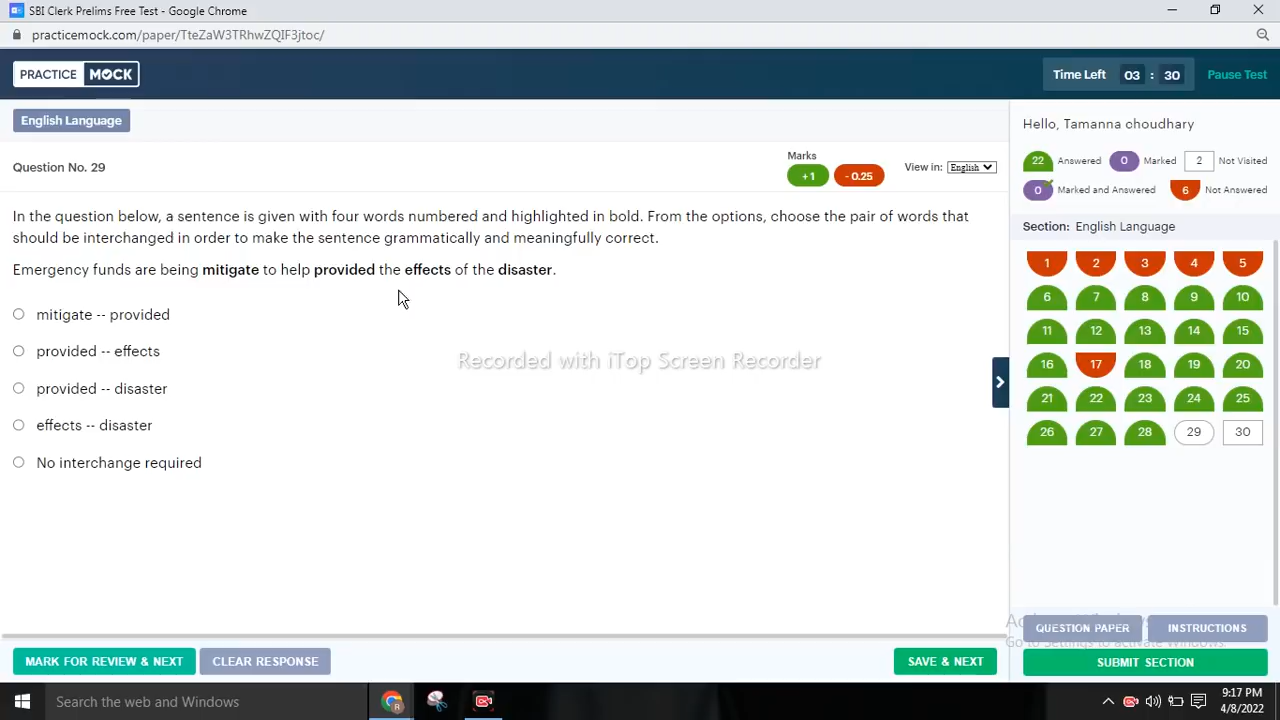 SBI Clerk Prelims Free Test - Google Chrome
practicemock.com/paper/TteZaW3TRhwZQIF3jtoc/
PRACTICE MOCK
Time Left 03 : 30 Pause Test
English Language
Hello, Tamanna choudhary
Question No. 29
Marks
+1 - 0.25
View in: English
22 Answered 0 Marked 2 Not Visited
0 Marked and Answered 6 Not Answered
In the question below, a sentence is given with four words numbered and highlighted in bold. From the options, choose the pair of words that
should be interchanged in order to make the sentence grammatically and meaningfully correct.
Emergency funds are being mitigate to help provided the effects of the disaster.
mitigate -- provided
provided -- effects
provided -- disaster
effects -- disaster
No interchange required
Recorded with iTop Screen Recorder
Section: English Language
1 2 3 4 5
6 7 8 9 10
11 12 13 14 15
16 17 18 19 20
21 22 23 24 25
26 27 28 29 30
Go to Settings to activate Windows.
QUESTION PAPER INSTRUCTIONS
MARK FOR REVIEW & NEXT CLEAR RESPONSE SAVE & NEXT SUBMIT SECTION
Search the web and Windows
9:17 PM
4/8/2022